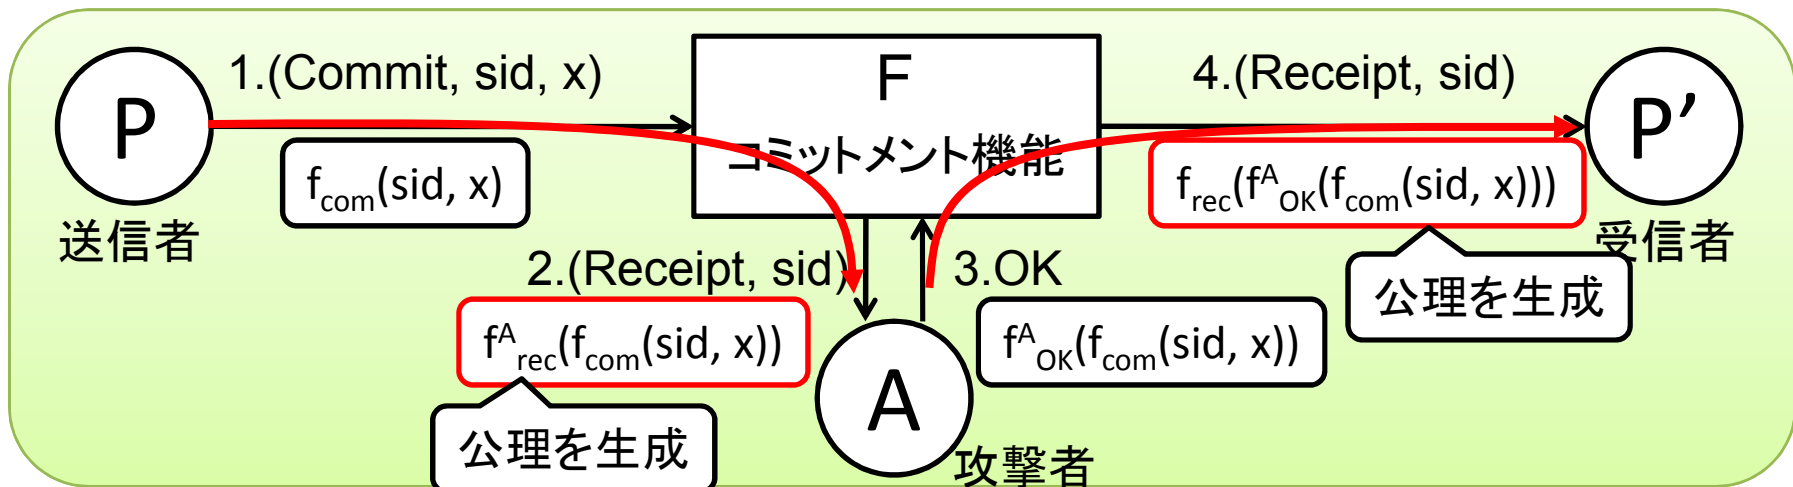 1.(Commit, sid, x)
F
コミットメント機能
4.(Receipt, sid)
P
P′
f_com(sid, x)
f_rec(f^A_OK(f_com(sid, x)))
送信者
受信者
2.(Receipt, sid)
3.OK
公理を生成
f^A_rec(f_com(sid, x))
f^A_OK(f_com(sid, x))
A
公理を生成
攻撃者